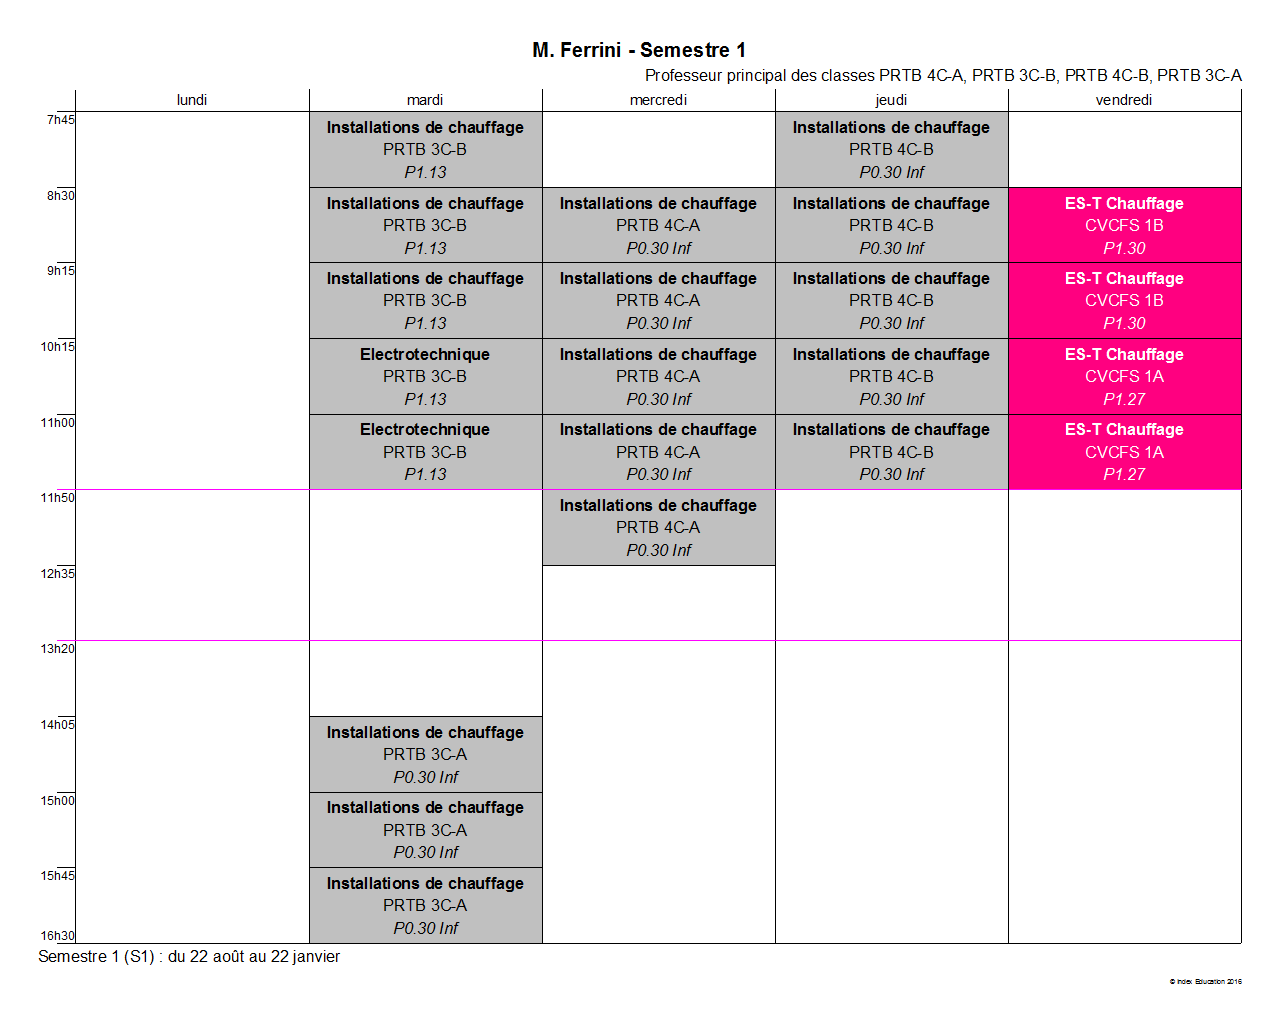 M. Ferrini - Semestre 1
Professeur principal des classes PRTB 4C-A, PRTB 3C-B, PRTB 4C-B, PRTB 3C-A
lundi mardi mercredi jeudi vendredi
7h45
Installations de chauffage
PRTB 3C-B
P1.13
Installations de chauffage
PRTB 4C-B
P0.30 Inf
8h30
Installations de chauffage
PRTB 3C-B
P1.13
Installations de chauffage
PRTB 4C-A
P0.30 Inf
Installations de chauffage
PRTB 4C-B
P0.30 Inf
ES-T Chauffage
CVCFS 1B
P1.30
9h15
Installations de chauffage
PRTB 3C-B
P1.13
Installations de chauffage
PRTB 4C-A
P0.30 Inf
Installations de chauffage
PRTB 4C-B
P0.30 Inf
ES-T Chauffage
CVCFS 1B
P1.30
10h15
Electrotechnique
PRTB 3C-B
P1.13
Installations de chauffage
PRTB 4C-A
P0.30 Inf
Installations de chauffage
PRTB 4C-B
P0.30 Inf
ES-T Chauffage
CVCFS 1A
P1.27
11h00
Electrotechnique
PRTB 3C-B
P1.13
Installations de chauffage
PRTB 4C-A
P0.30 Inf
Installations de chauffage
PRTB 4C-B
P0.30 Inf
ES-T Chauffage
CVCFS 1A
P1.27
11h50
Installations de chauffage
PRTB 4C-A
P0.30 Inf
12h35
13h20
14h05
Installations de chauffage
PRTB 3C-A
P0.30 Inf
15h00
Installations de chauffage
PRTB 3C-A
P0.30 Inf
15h45
Installations de chauffage
PRTB 3C-A
P0.30 Inf
16h30
Semestre 1 (S1) : du 22 août au 22 janvier
© Index Education 2016